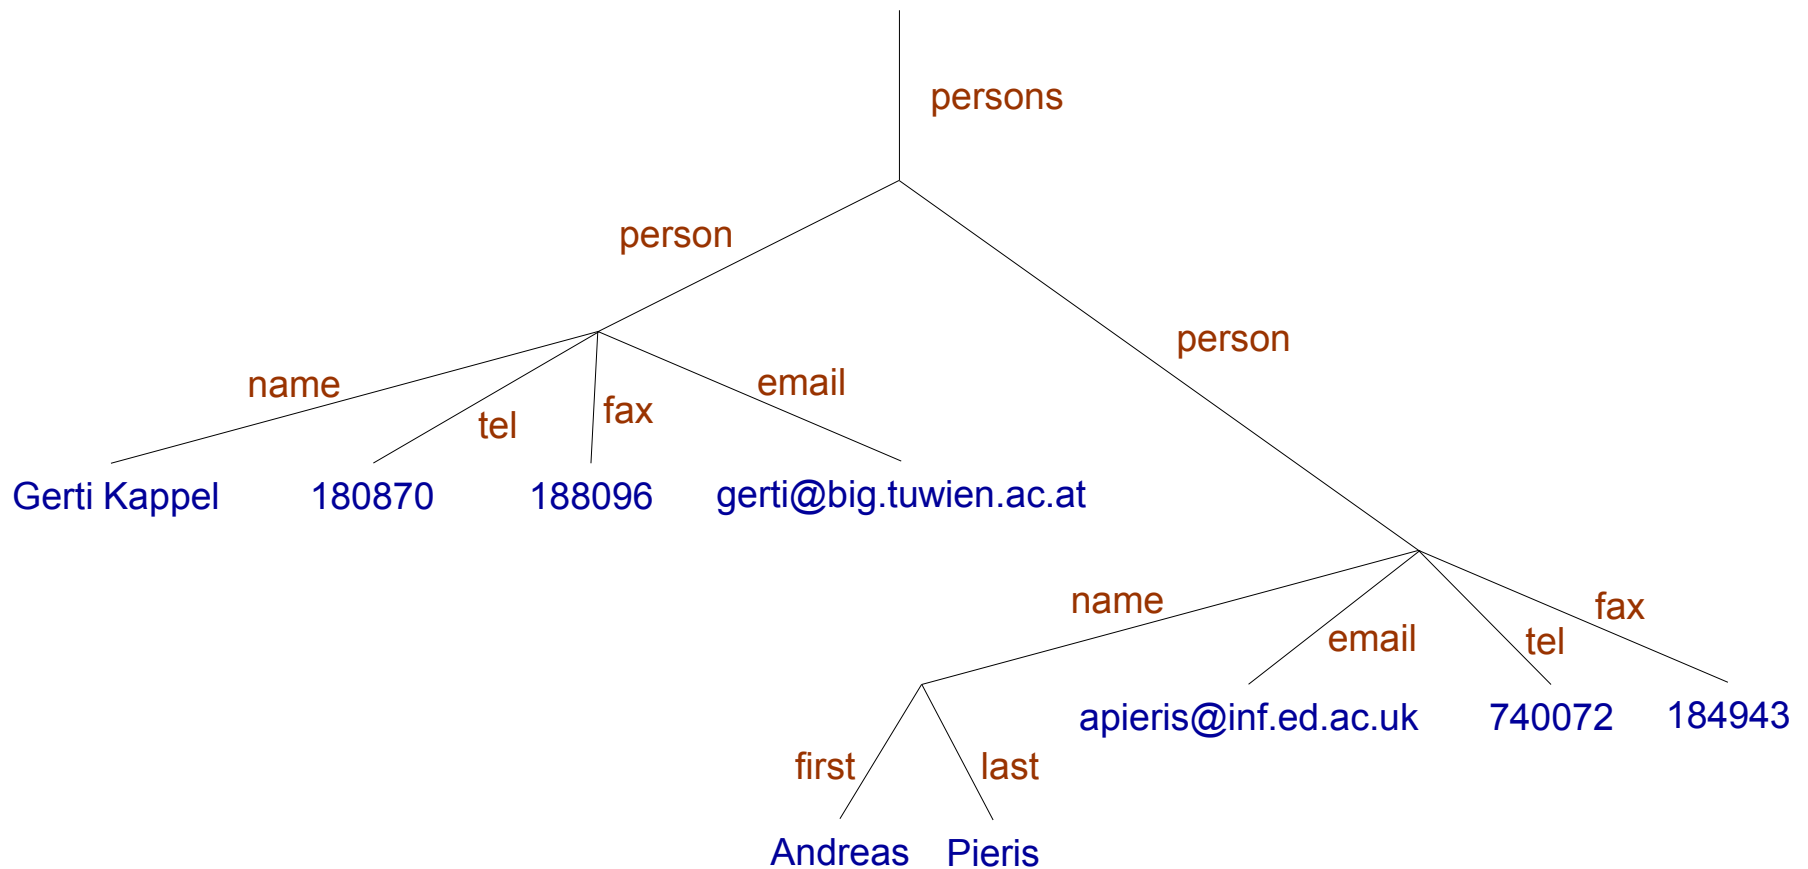 persons
person
person
name
tel
fax
email
Gerti Kappel
180870
188096
gerti@big.tuwien.ac.at
name
email
tel
fax
apieris@inf.ed.ac.uk
740072
184943
first
last
Andreas
Pieris